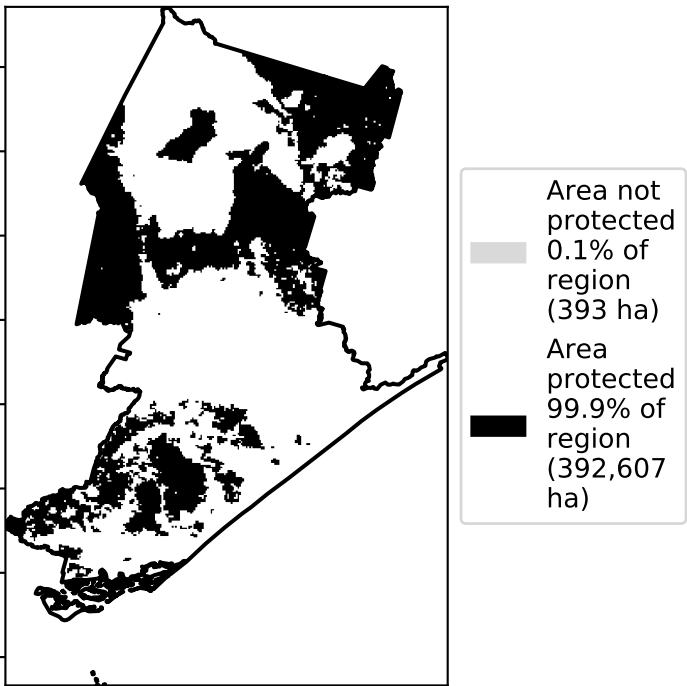 Area not
protected
0.1% of
region
(393 ha)
Area
protected
99.9% of
region
(392,607
ha)